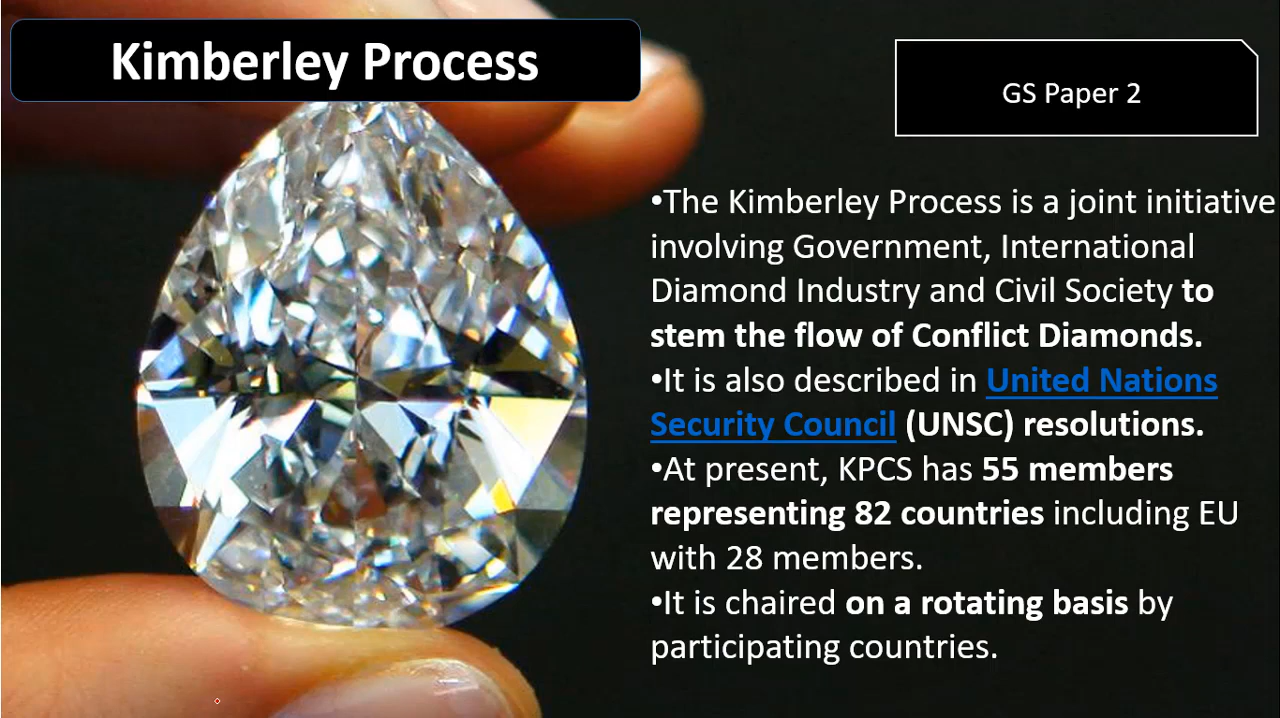 Kimberley Process
GS Paper 2
•The Kimberley Process is a joint initiative
involving Government, International
Diamond Industry and Civil Society to
stem the flow of Conflict Diamonds.
•It is also described in United Nations
Security Council (UNSC) resolutions.
•At present, KPCS has 55 members
representing 82 countries including EU
with 28 members.
•It is chaired on a rotating basis by
participating countries.